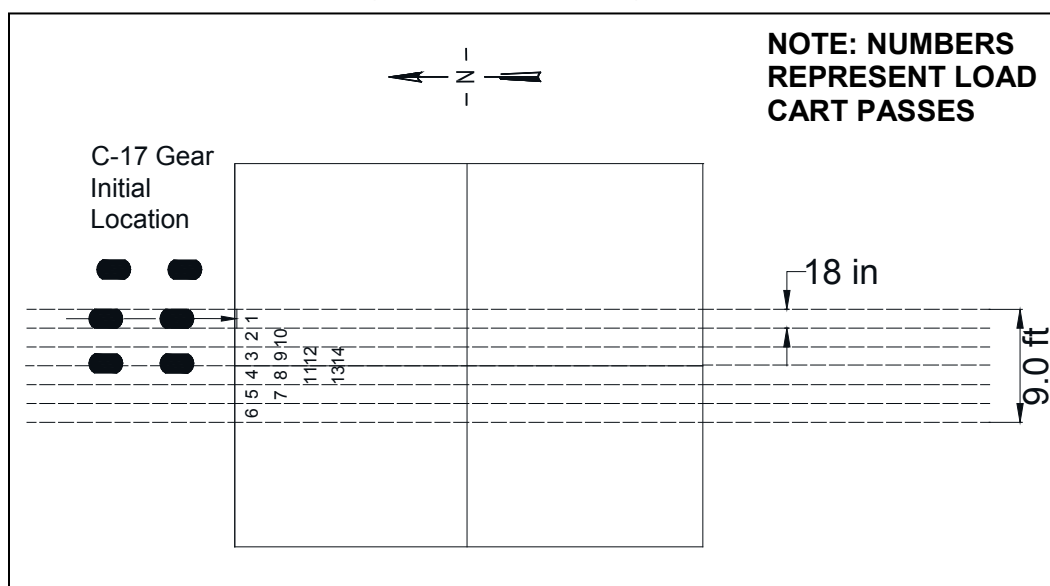 NOTE: NUMBERS
REPRESENT LOAD
CART PASSES
N
C-17 Gear
Initial
Location
18 in
9.0 ft
1
2 10
3 9 12 14
4 8 11 13
5 7
6